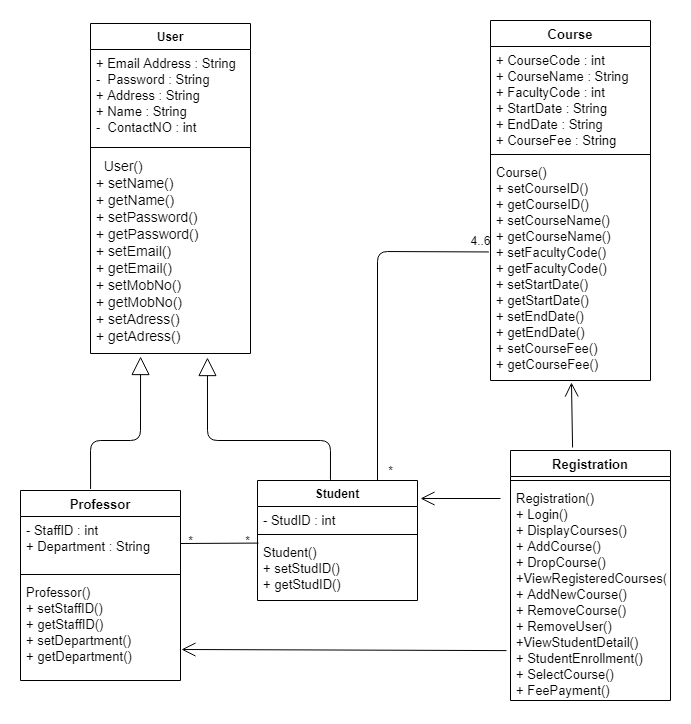 User
+ Email Address : String
- Password : String
+ Address : String
+ Name : String
- ContactNO : int
User()
+ setName()
+ getName()
+ setPassword()
+ getPassword()
+ setEmail()
+ getEmail()
+ setMobNo()
+ getMobNo()
+ setAdress()
+ getAdress()
Course
+ CourseCode : int
+ CourseName : String
+ FacultyCode : int
+ StartDate : String
+ EndDate : String
+ CourseFee : String
Course()
+ setCourseID()
+ getCourseID()
+ setCourseName()
+ getCourseName()
+ setFacultyCode()
+ getFacultyCode()
+ setStartDate()
+ getStartDate()
+ setEndDate()
+ getEndDate()
+ setCourseFee()
+ getCourseFee()
4..6
*
Professor
- StaffID : int
+ Department : String
Professor()
+ setStaffID()
+ getStaffID()
+ setDepartment()
+ getDepartment()
*
*
Student
- StudID : int
Student()
+ setStudID()
+ getStudID()
Registration
Registration()
+ Login()
+ DisplayCourses()
+ AddCourse()
+ DropCourse()
+ViewRegisteredCourses(
+ AddNewCourse()
+ RemoveCourse()
+ RemoveUser()
+ViewStudentDetail()
+ StudentEnrollment()
+ SelectCourse()
+ FeePayment()